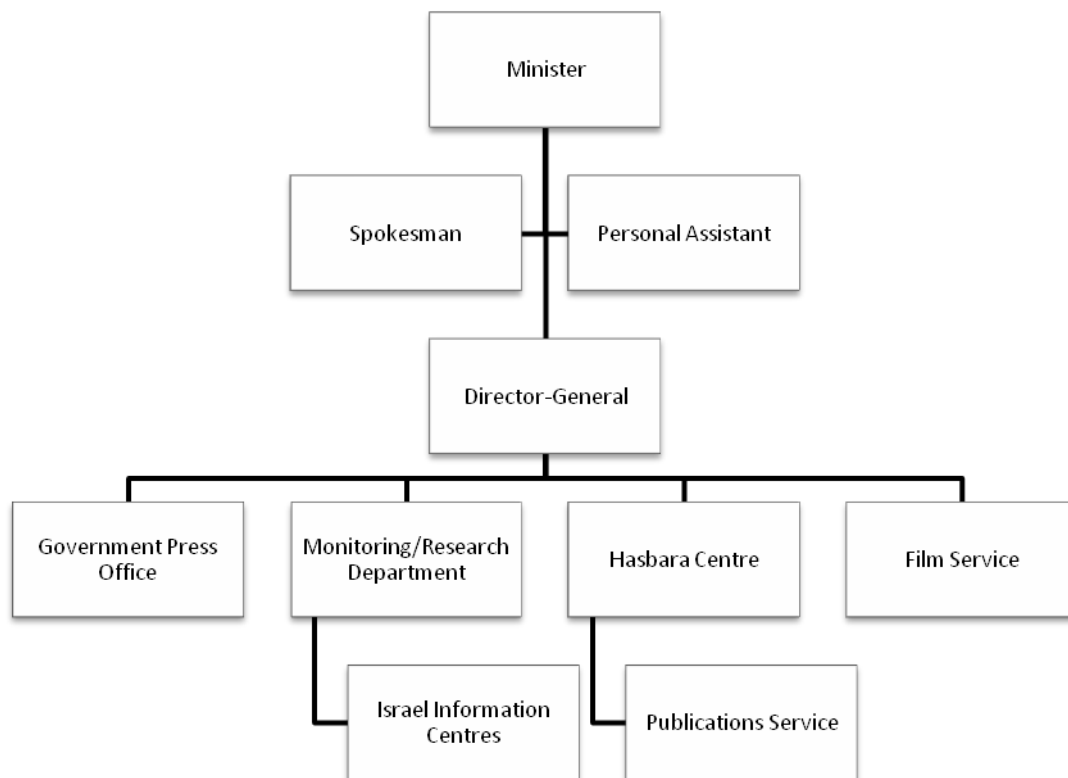 Minister
Spokesman
Personal Assistant
Director-General
Government Press
Office
Monitoring/Research
Department
Hasbara Centre
Film Service
Israel Information
Centres
Publications Service